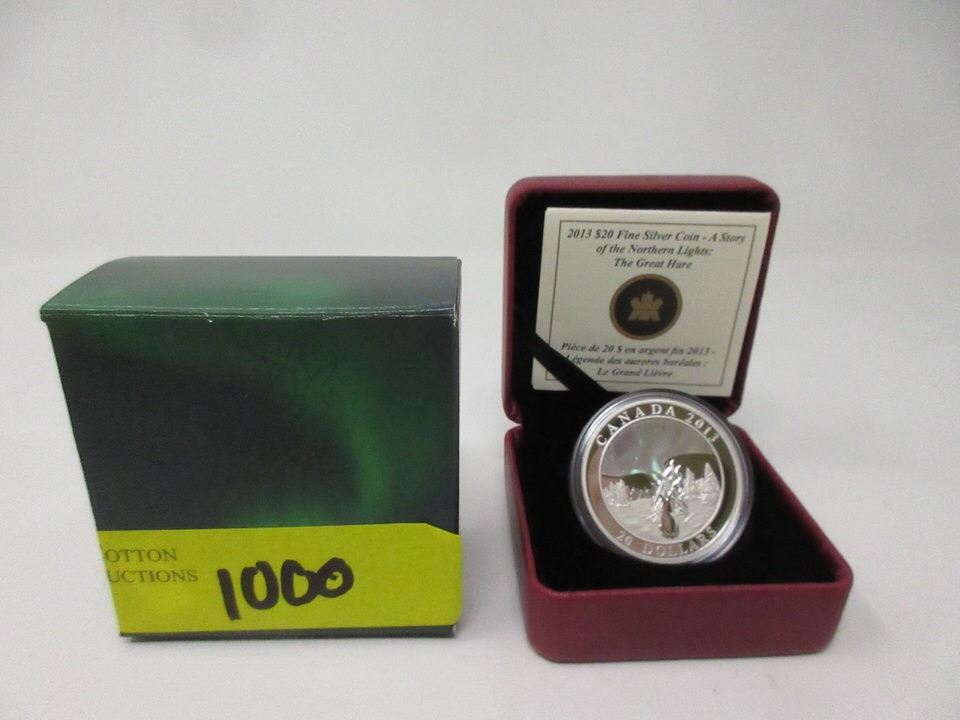 OTTON
UCTIONS
1000
2013 $20 Fine Silver Coin - A Story
of the Northern Lights:
The Great Hare
Pièce de 20 $ en argent fin 2013 -
Légende des aurores boréales :
Le Grand Lièvre
CANADA 2013
20 DOLLARS